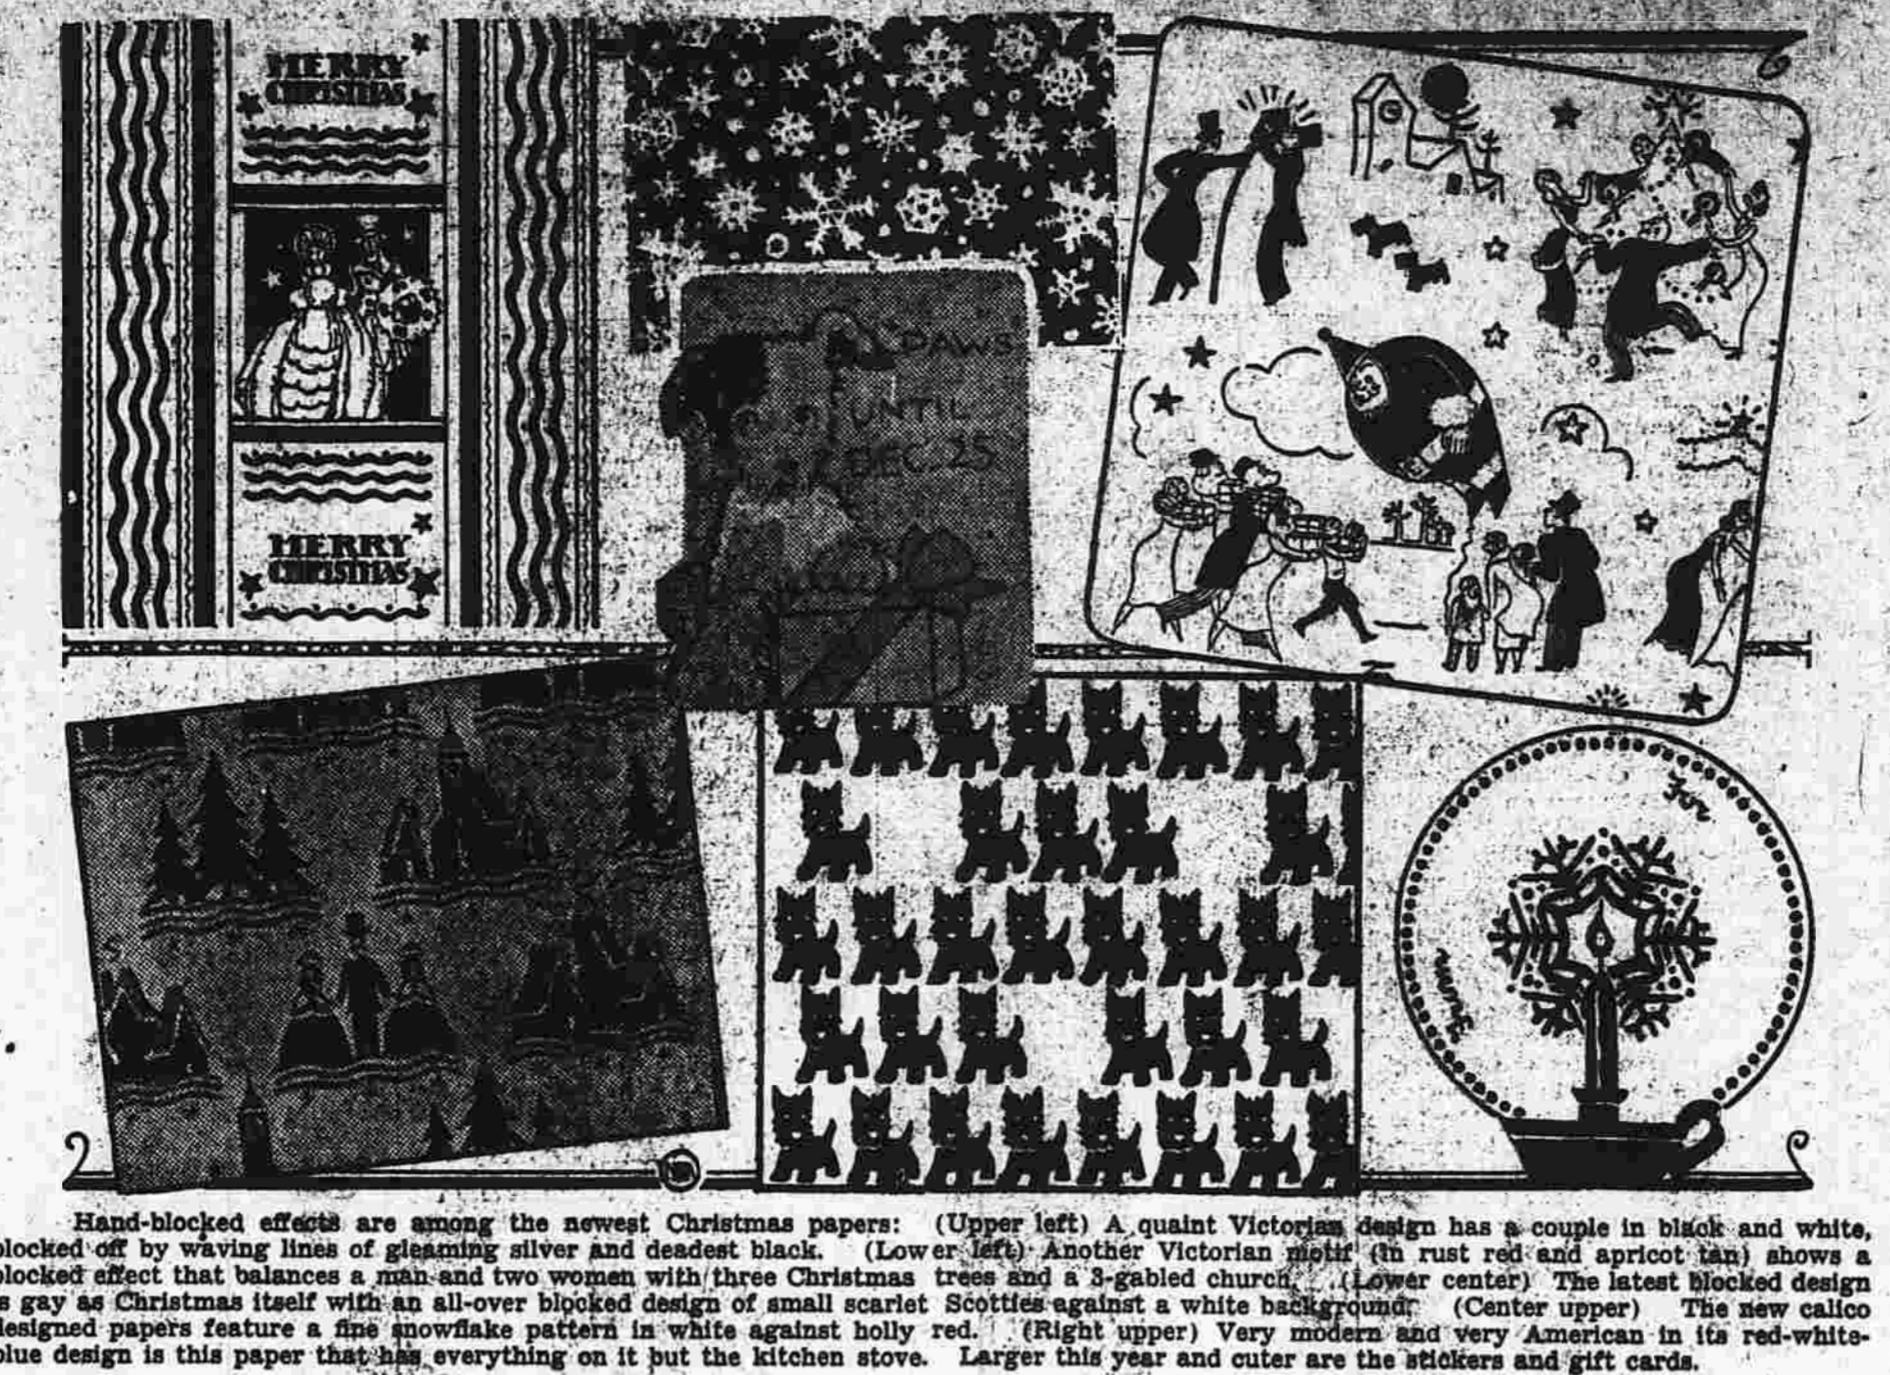 MERRY
CHRISTMAS
PAWS
UNTIL
DEC. 25
MERRY
CHRISTMAS
For
Hand-blocked effects are among the newest Christmas papers: (Upper left) A quaint Victorian design has a couple in black and white,
blocked off by waving lines of gleaming silver and deadest black. (Lower left) Another Victorian motif (in rust red and apricot tan) shows a
blocked effect that balances a man and two women with three Christmas trees and a 3-gabled church. (Lower center) The latest blocked design
s gay as Christmas itself with an all-over blocked design of small scarlet Scotties against a white background. (Center upper) The new calico
designed papers feature a fine snowflake pattern in white against holly red. (Right upper) Very modern and very American in its red-white-
blue design is this paper that has everything on it but the kitchen stove. Larger this year and cuter are the stickers and gift cards.